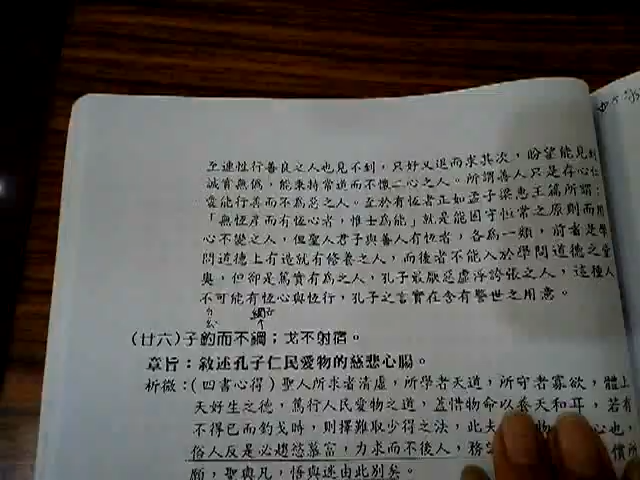 至連性行善良之人也見不到，只好又退而求其次，盼望能見到
誠實無偽，能秉持常道而不懷二心之人。所謂善人只是存心仁
愛能行善而不為惡之人。至於有恆者正如孟子梁惠王篇所謂：
「無恆產而有恆心者，惟士為能」就是能固守恒常之原則而用
心不變之人，但聖人君子與善人有恆者，各為一類，前者是學
問道德上有造就有修養之人，而後者不能入於學問道德之堂
奥，但卻是篤實有為之人，孔子最厭惡虛浮誇張之人，這種人
不可能有恆心與恆行，孔子之言實在含有警世之用意。
(廿六)子釣而不綱；弋不射宿。
章旨：敘述孔子仁民愛物的慈悲心腸。
析微：(四書心得)聖人所求者清虛，所學者天道，所守者寡欲，體上
天好生之德，篤行人民愛物之道，蓋惜物命以養天和耳，若有
不得已而釣弋時，則擇難取少得之法，此夫 物 心也，
俗人反是必趨慾慕富，力求而不後人，務
願，聖與凡，悟與迷由此別矣。